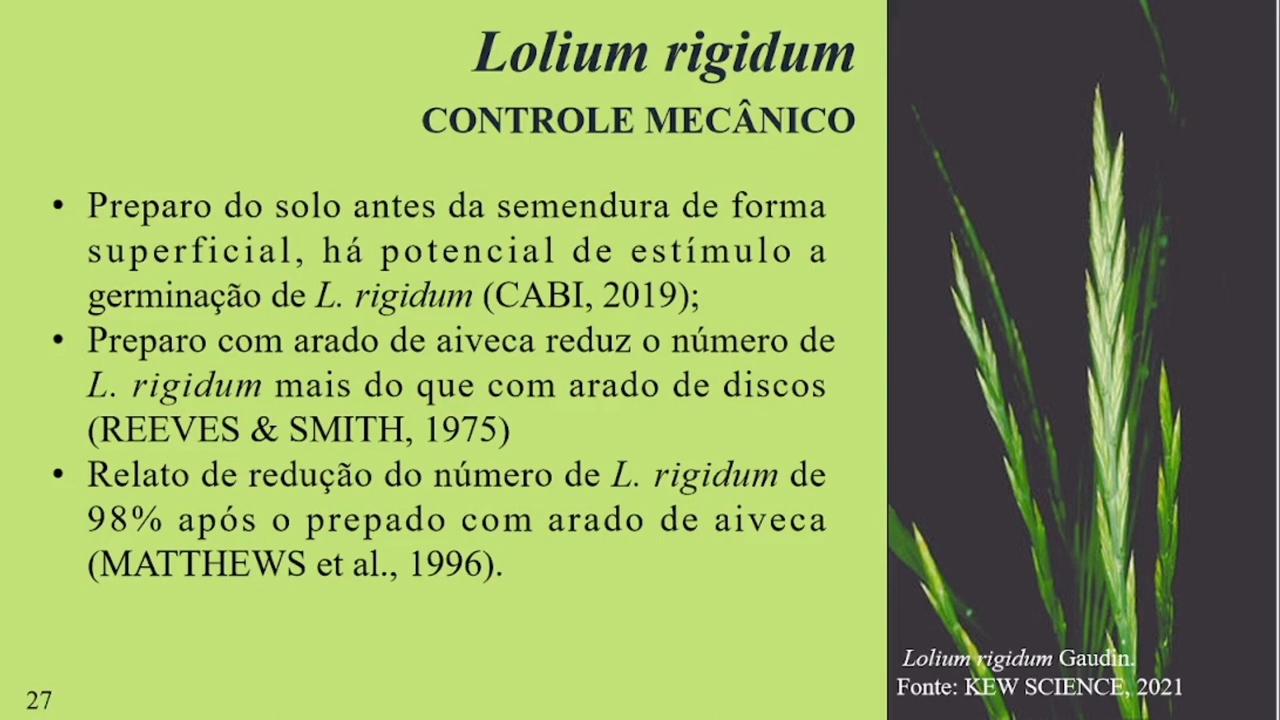 Lolium rigidum
CONTROLE MECÂNICO
• Preparo do solo antes da semendura de forma
superficial, há potencial de estímulo a
germinação de L. rigidum (CABI, 2019);
• Preparo com arado de aiveca reduz o número de
L. rigidum mais do que com arado de discos
(REEVES & SMITH, 1975)
• Relato de redução do número de L. rigidum de
98% após o prepado com arado de aiveca
(MATTHEWS et al., 1996).
Lolium rigidum Gaudin.
Fonte: KEW SCIENCE, 2021
27